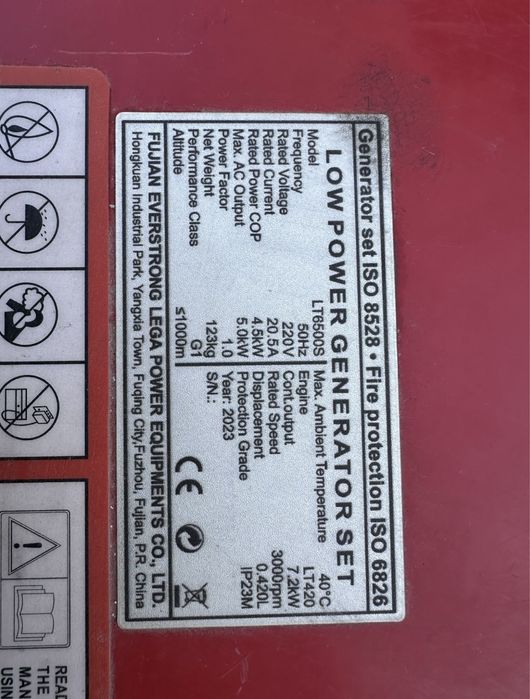 Generator set ISO 8528 • Fire protection ISO 6826
LOW POWER GENERATOR SET
Model LT6500S Max. Ambient Temperature 40°C
Frequency 50Hz Engine LT420
Rated Voltage 220V Cont.output 7.2kW
Rated Current 20.5A Rated Speed 3000rpm
Rated Power COP 4.5kW Displacement 0.420L
Max. AC Output 5.0kW Protection Grade IP23M
Power Factor 1.0 Year: 2023
Net Weight 123kg S/N.:
Performance Class G1
Altitude ≤1000m
CE
FUJIAN EVERSTRONG LEGA POWER EQUIPMENTS CO., LTD.
Hongkuan Industrial Park, Yangxia Town, Fuqing City,Fuzhou, Fujian, P.R. China
READ
THE
MAN
USIN